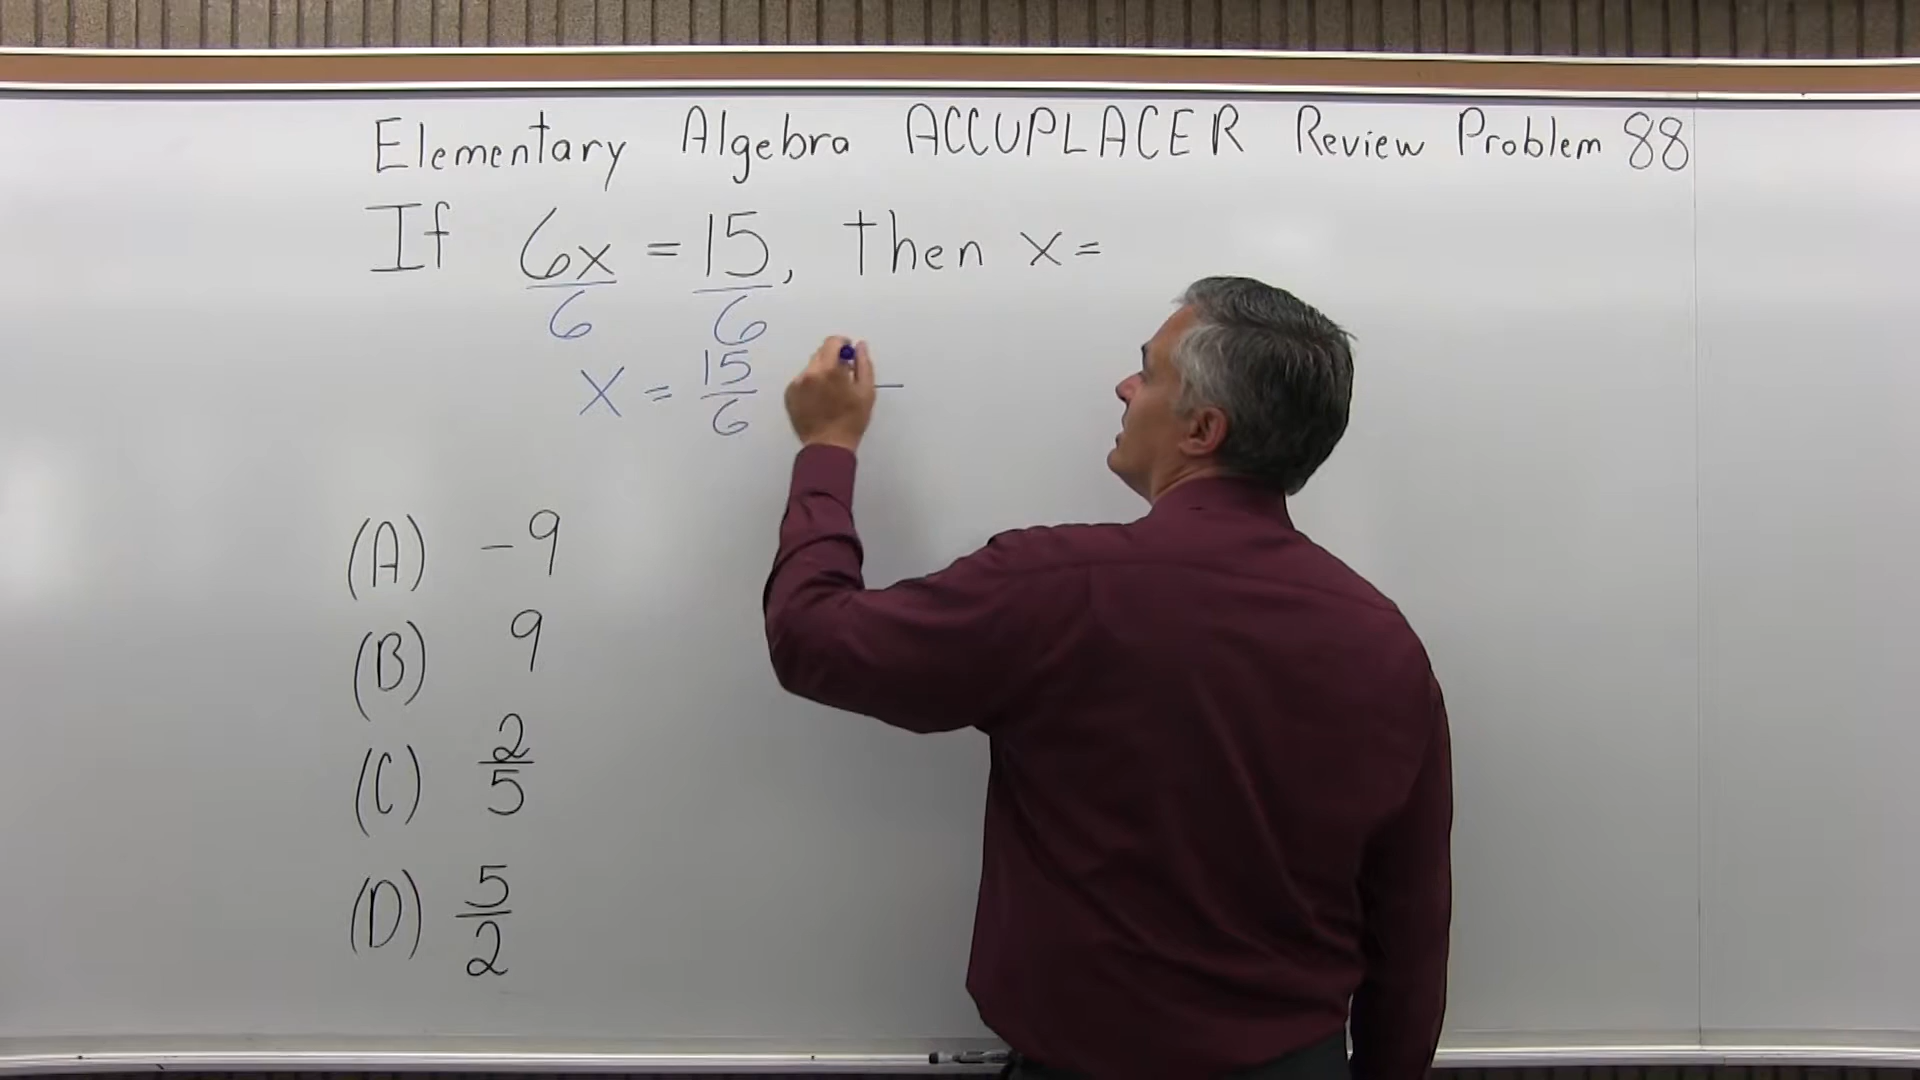 Elementary Algebra ACCUPLACER Review Problem 88
If 6x = 15, then x =
6 6
x = 15/6
(A) -9
(B) 9
(C) 2/5
(D) 5/2